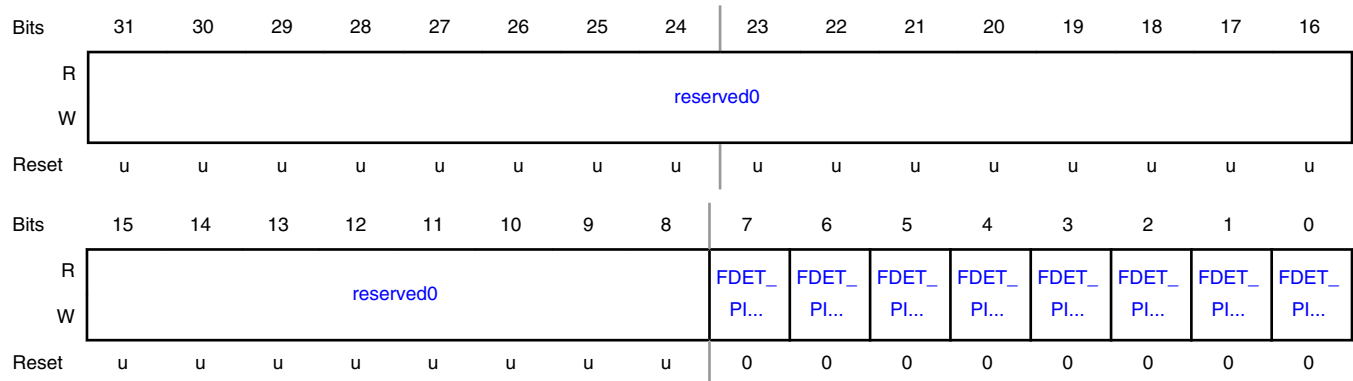 Bits 31 30 29 28 27 26 25 24 23 22 21 20 19 18 17 16
R
reserved0
W
Reset u u u u u u u u u u u u u u u u
Bits 15 14 13 12 11 10 9 8 7 6 5 4 3 2 1 0
R FDET_ FDET_ FDET_ FDET_ FDET_ FDET_ FDET_ FDET_
reserved0
W PI... PI... PI... PI... PI... PI... PI... PI...
Reset u u u u u u u u 0 0 0 0 0 0 0 0